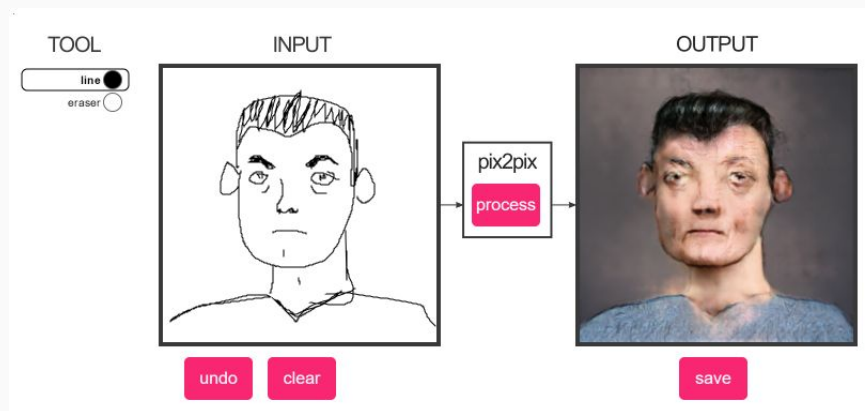 TOOL
line
eraser
INPUT
undo
clear
pix2pix
process
OUTPUT
save